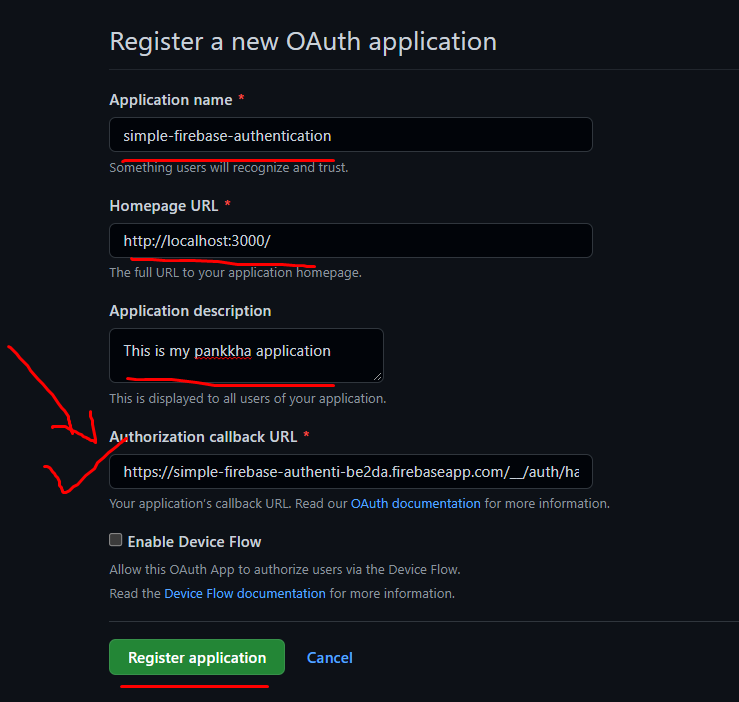 Register a new OAuth application
Application name *
simple-firebase-authentication
Something users will recognize and trust.
Homepage URL *
http://localhost:3000/
The full URL to your application homepage.
Application description
This is my pankkha application
This is displayed to all users of your application.
Authorization callback URL *
https://simple-firebase-authenti-be2da.firebaseapp.com/__/auth/ha
Your application's callback URL. Read our OAuth documentation for more information.
Enable Device Flow
Allow this OAuth App to authorize users via the Device Flow.
Read the Device Flow documentation for more information.
Register application Cancel